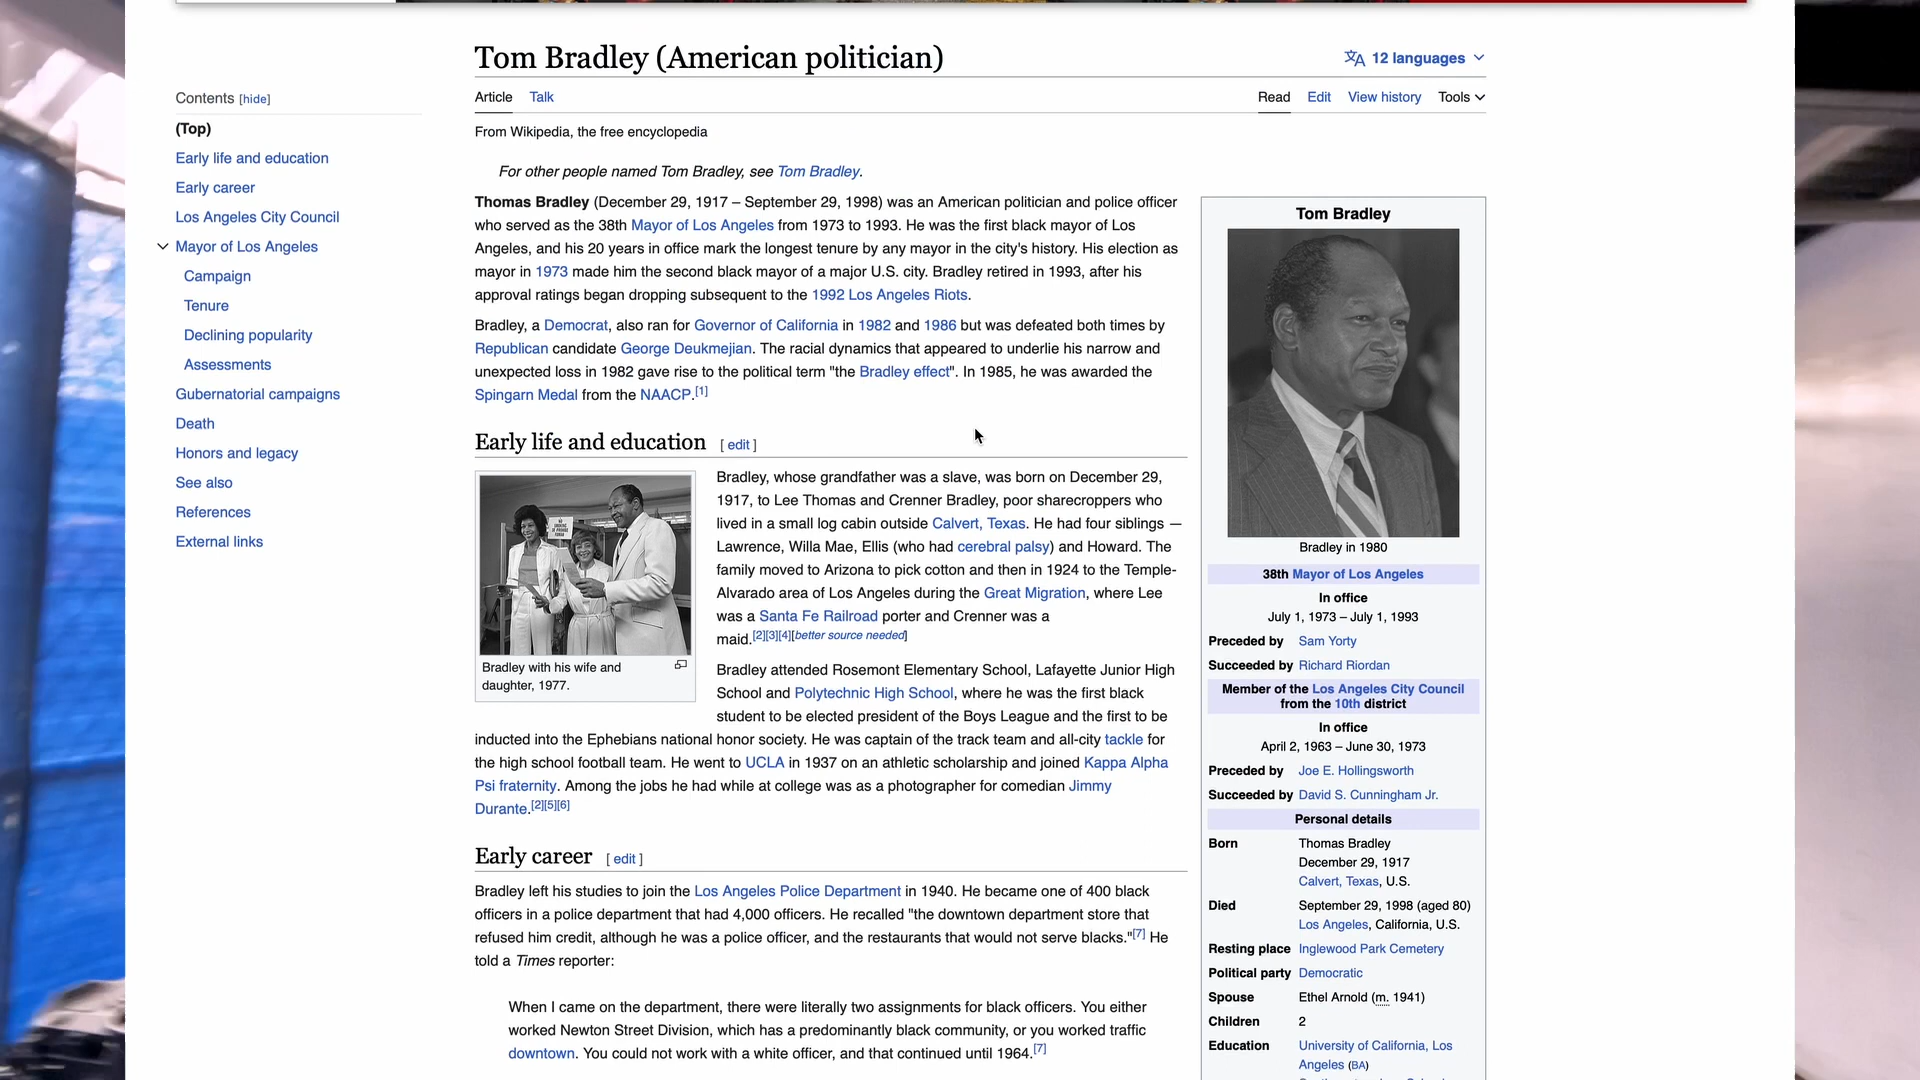 Tom Bradley (American politician)
12 languages
Contents [hide]
(Top)
Early life and education
Early career
Los Angeles City Council
Mayor of Los Angeles
Campaign
Tenure
Declining popularity
Assessments
Gubernatorial campaigns
Death
Honors and legacy
See also
References
External links
Article Talk
Read Edit View history Tools
From Wikipedia, the free encyclopedia
For other people named Tom Bradley, see Tom Bradley.
Thomas Bradley (December 29, 1917 – September 29, 1998) was an American politician and police officer
who served as the 38th Mayor of Los Angeles from 1973 to 1993. He was the first black mayor of Los
Angeles, and his 20 years in office mark the longest tenure by any mayor in the city's history. His election as
mayor in 1973 made him the second black mayor of a major U.S. city. Bradley retired in 1993, after his
approval ratings began dropping subsequent to the 1992 Los Angeles Riots.
Bradley, a Democrat, also ran for Governor of California in 1982 and 1986 but was defeated both times by
Republican candidate George Deukmejian. The racial dynamics that appeared to underlie his narrow and
unexpected loss in 1982 gave rise to the political term "the Bradley effect". In 1985, he was awarded the
Spingarn Medal from the NAACP.[1]
Early life and education [ edit ]
Bradley with his wife and
daughter, 1977.
Bradley, whose grandfather was a slave, was born on December 29,
1917, to Lee Thomas and Crenner Bradley, poor sharecroppers who
lived in a small log cabin outside Calvert, Texas. He had four siblings —
Lawrence, Willa Mae, Ellis (who had cerebral palsy) and Howard. The
family moved to Arizona to pick cotton and then in 1924 to the Temple-
Alvarado area of Los Angeles during the Great Migration, where Lee
was a Santa Fe Railroad porter and Crenner was a
maid.[2][3][4][better source needed]
Bradley attended Rosemont Elementary School, Lafayette Junior High
School and Polytechnic High School, where he was the first black
student to be elected president of the Boys League and the first to be
inducted into the Ephebians national honor society. He was captain of the track team and all-city tackle for
the high school football team. He went to UCLA in 1937 on an athletic scholarship and joined Kappa Alpha
Psi fraternity. Among the jobs he had while at college was as a photographer for comedian Jimmy
Durante.[2][5][6]
Early career [ edit ]
Bradley left his studies to join the Los Angeles Police Department in 1940. He became one of 400 black
officers in a police department that had 4,000 officers. He recalled "the downtown department store that
refused him credit, although he was a police officer, and the restaurants that would not serve blacks."[7] He
told a Times reporter:
When I came on the department, there were literally two assignments for black officers. You either
worked Newton Street Division, which has a predominantly black community, or you worked traffic
downtown. You could not work with a white officer, and that continued until 1964.[7]
Tom Bradley
Bradley in 1980
38th Mayor of Los Angeles
In office
July 1, 1973 – July 1, 1993
Preceded by Sam Yorty
Succeeded by Richard Riordan
Member of the Los Angeles City Council
from the 10th district
In office
April 2, 1963 – June 30, 1973
Preceded by Joe E. Hollingsworth
Succeeded by David S. Cunningham Jr.
Personal details
Born Thomas Bradley
December 29, 1917
Calvert, Texas, U.S.
Died September 29, 1998 (aged 80)
Los Angeles, California, U.S.
Resting place Inglewood Park Cemetery
Political party Democratic
Spouse Ethel Arnold (m. 1941)
Children 2
Education University of California, Los
Angeles (BA)